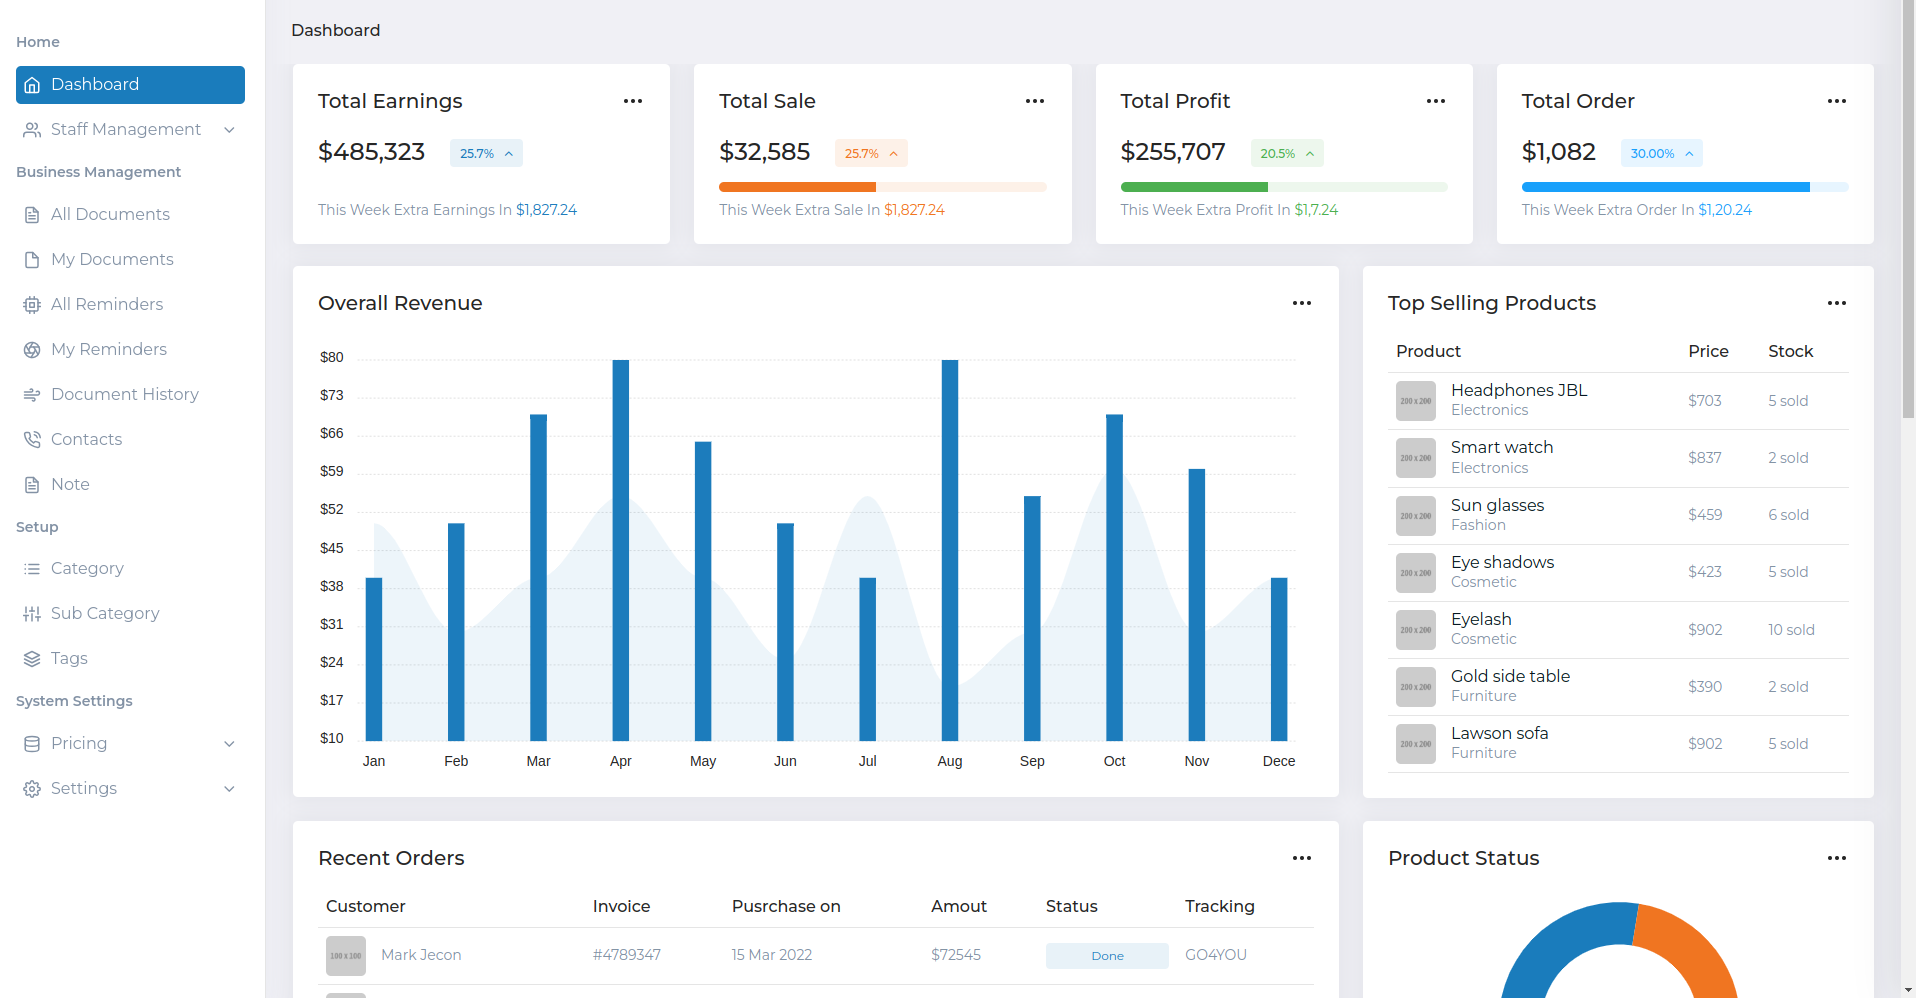 Home
Dashboard
Staff Management
Business Management
All Documents
My Documents
All Reminders
My Reminders
Document History
Contacts
Note
Setup
Category
Sub Category
Tags
System Settings
Pricing
Settings
Dashboard
Total Earnings
$485,323 25.7%
This Week Extra Earnings In $1,827.24
Total Sale
$32,585 25.7%
This Week Extra Sale In $1,827.24
Total Profit
$255,707 20.5%
This Week Extra Profit In $1,7.24
Total Order
$1,082 30.00%
This Week Extra Order In $1,20.24
Overall Revenue
$80
$73
$66
$59
$52
$45
$38
$31
$24
$17
$10
Jan Feb Mar Apr May Jun Jul Aug Sep Oct Nov Dece
Top Selling Products
Product Price Stock
200 x 200 Headphones JBL Electronics $703 5 sold
200 x 200 Smart watch Electronics $837 2 sold
200 x 200 Sun glasses Fashion $459 6 sold
200 x 200 Eye shadows Cosmetic $423 5 sold
200 x 200 Eyelash Cosmetic $902 10 sold
200 x 200 Gold side table Furniture $390 2 sold
200 x 200 Lawson sofa Furniture $902 5 sold
Recent Orders
Customer Invoice Pusrchase on Amout Status Tracking
100 x 100 Mark Jecon #4789347 15 Mar 2022 $72545 Done GO4YOU
Product Status